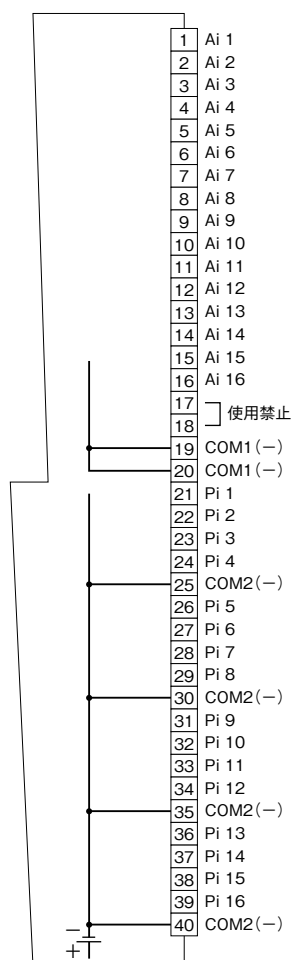 1 Ai 1
2 Ai 2
3 Ai 3
4 Ai 4
5 Ai 5
6 Ai 6
7 Ai 7
8 Ai 8
9 Ai 9
10 Ai 10
11 Ai 11
12 Ai 12
13 Ai 13
14 Ai 14
15 Ai 15
16 Ai 16
17
使用禁止
18
19 COM1(−)
20 COM1(−)
21 Pi 1
22 Pi 2
23 Pi 3
24 Pi 4
25 COM2(−)
26 Pi 5
27 Pi 6
28 Pi 7
29 Pi 8
30 COM2(−)
31 Pi 9
32 Pi 10
33 Pi 11
34 Pi 12
35 COM2(−)
36 Pi 13
37 Pi 14
38 Pi 15
39 Pi 16
40 COM2(−)
−
+